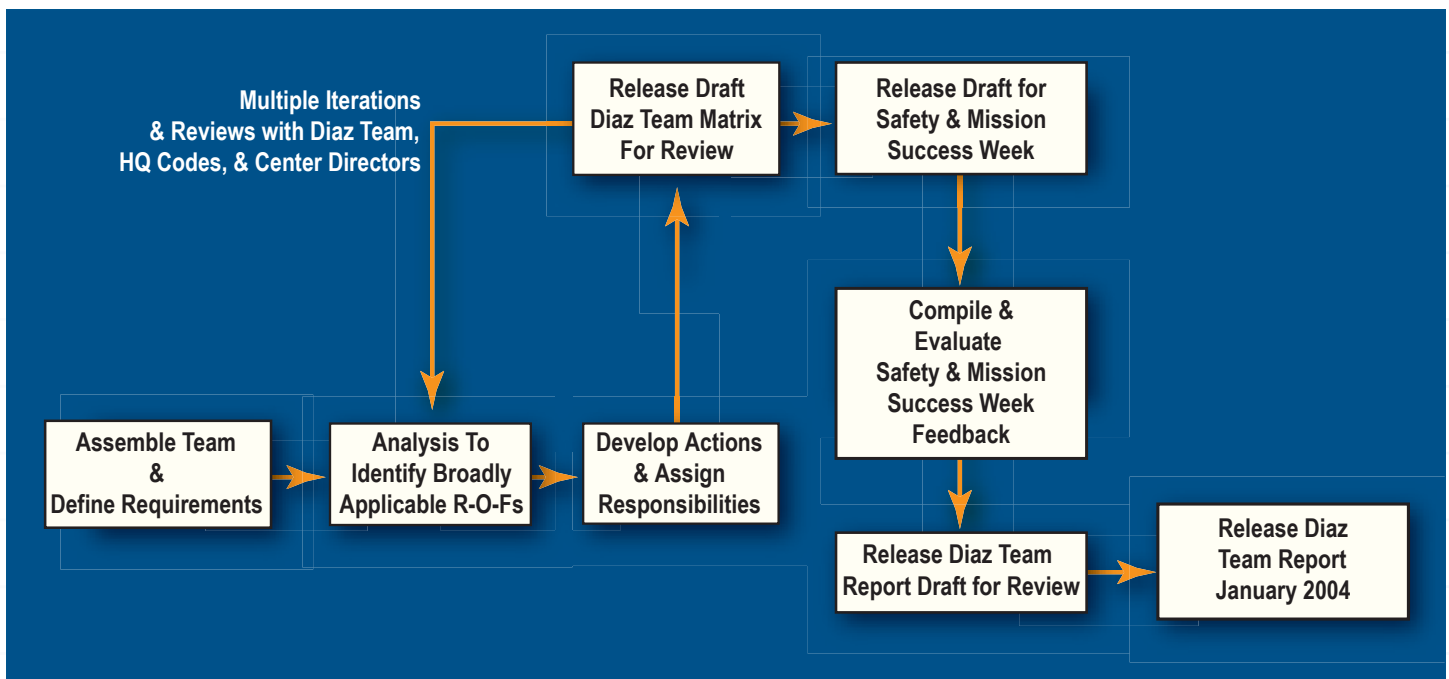 Multiple Iterations
& Reviews with Diaz Team,
HQ Codes, & Center Directors
Release Draft
Diaz Team Matrix
For Review
Release Draft for
Safety & Mission
Success Week
Compile &
Evaluate
Safety & Mission
Success Week
Feedback
Assemble Team
&
Define Requirements
Analysis To
Identify Broadly
Applicable R-O-Fs
Develop Actions
& Assign
Responsibilities
Release Diaz Team
Report Draft for Review
Release Diaz
Team Report
January 2004